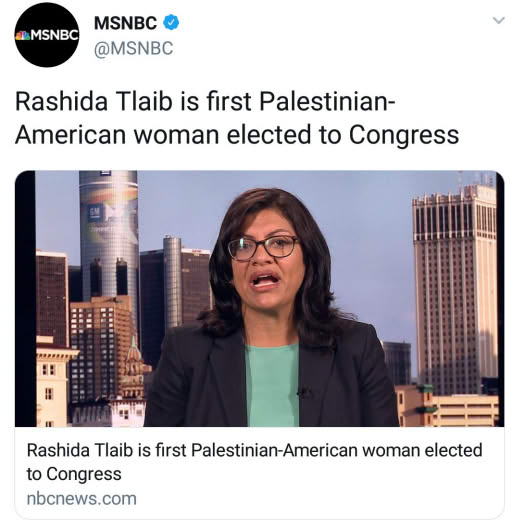 MSNBC
MSNBC
@MSNBC
Rashida Tlaib is first Palestinian-
American woman elected to Congress
GM
Rashida Tlaib is first Palestinian-American woman elected
to Congress
nbcnews.com